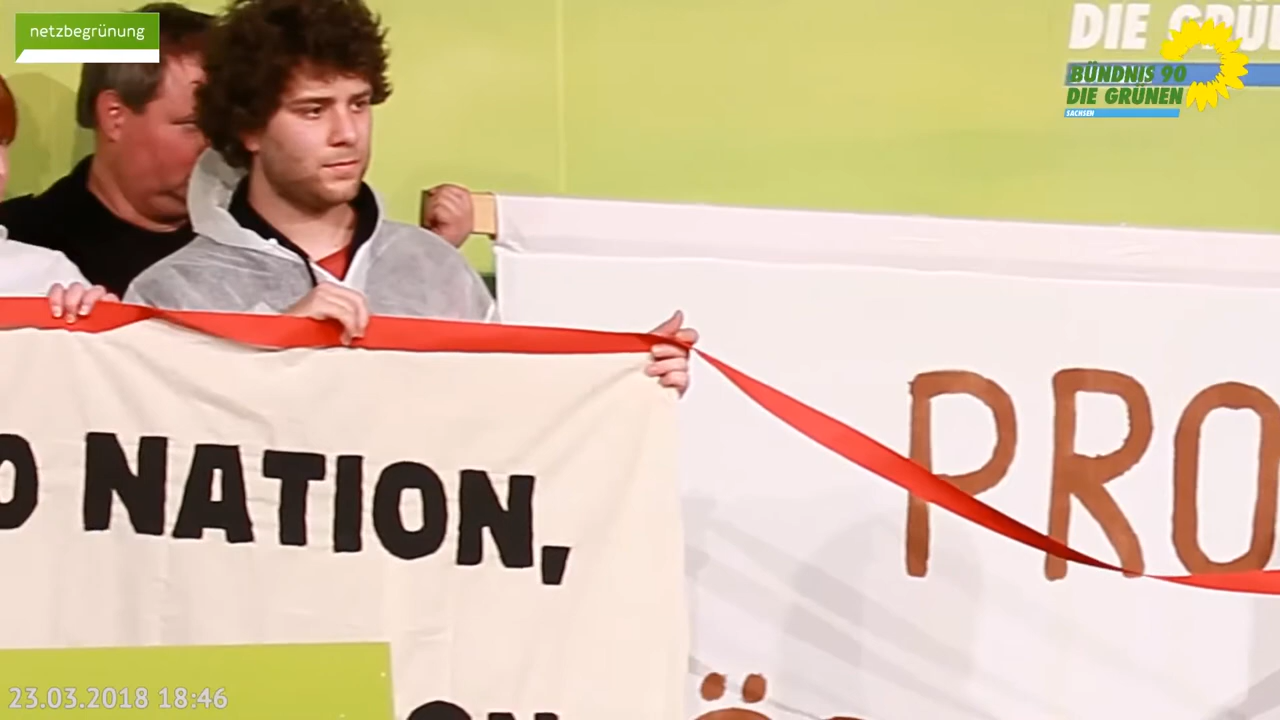 netzbegrünung
DIE GRÜ
BÜNDNIS 90
DIE GRÜNEN
SACHSEN
NATION,
PRO
23.03.2018 18:46